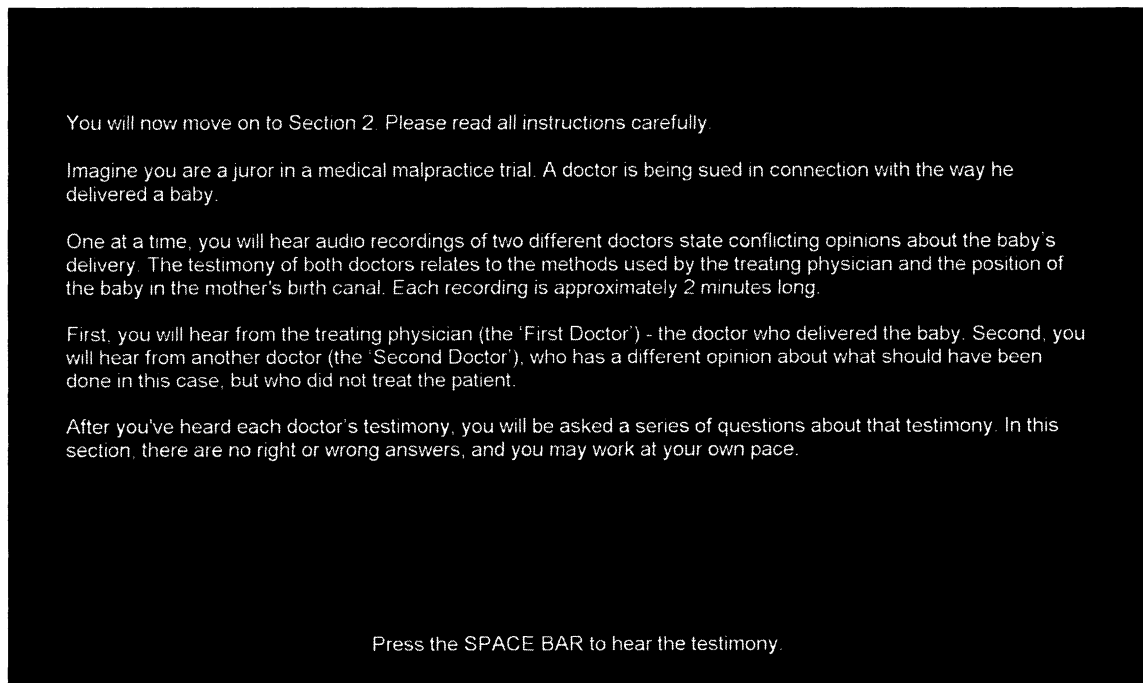 You will now move on to Section 2. Please read all instructions carefully.
Imagine you are a juror in a medical malpractice trial. A doctor is being sued in connection with the way he
delivered a baby.
One at a time, you will hear audio recordings of two different doctors state conflicting opinions about the baby's
delivery. The testimony of both doctors relates to the methods used by the treating physician and the position of
the baby in the mother's birth canal. Each recording is approximately 2 minutes long.
First, you will hear from the treating physician (the 'First Doctor') - the doctor who delivered the baby. Second, you
will hear from another doctor (the 'Second Doctor'), who has a different opinion about what should have been
done in this case, but who did not treat the patient.
After you've heard each doctor's testimony, you will be asked a series of questions about that testimony. In this
section, there are no right or wrong answers, and you may work at your own pace.
Press the SPACE BAR to hear the testimony.